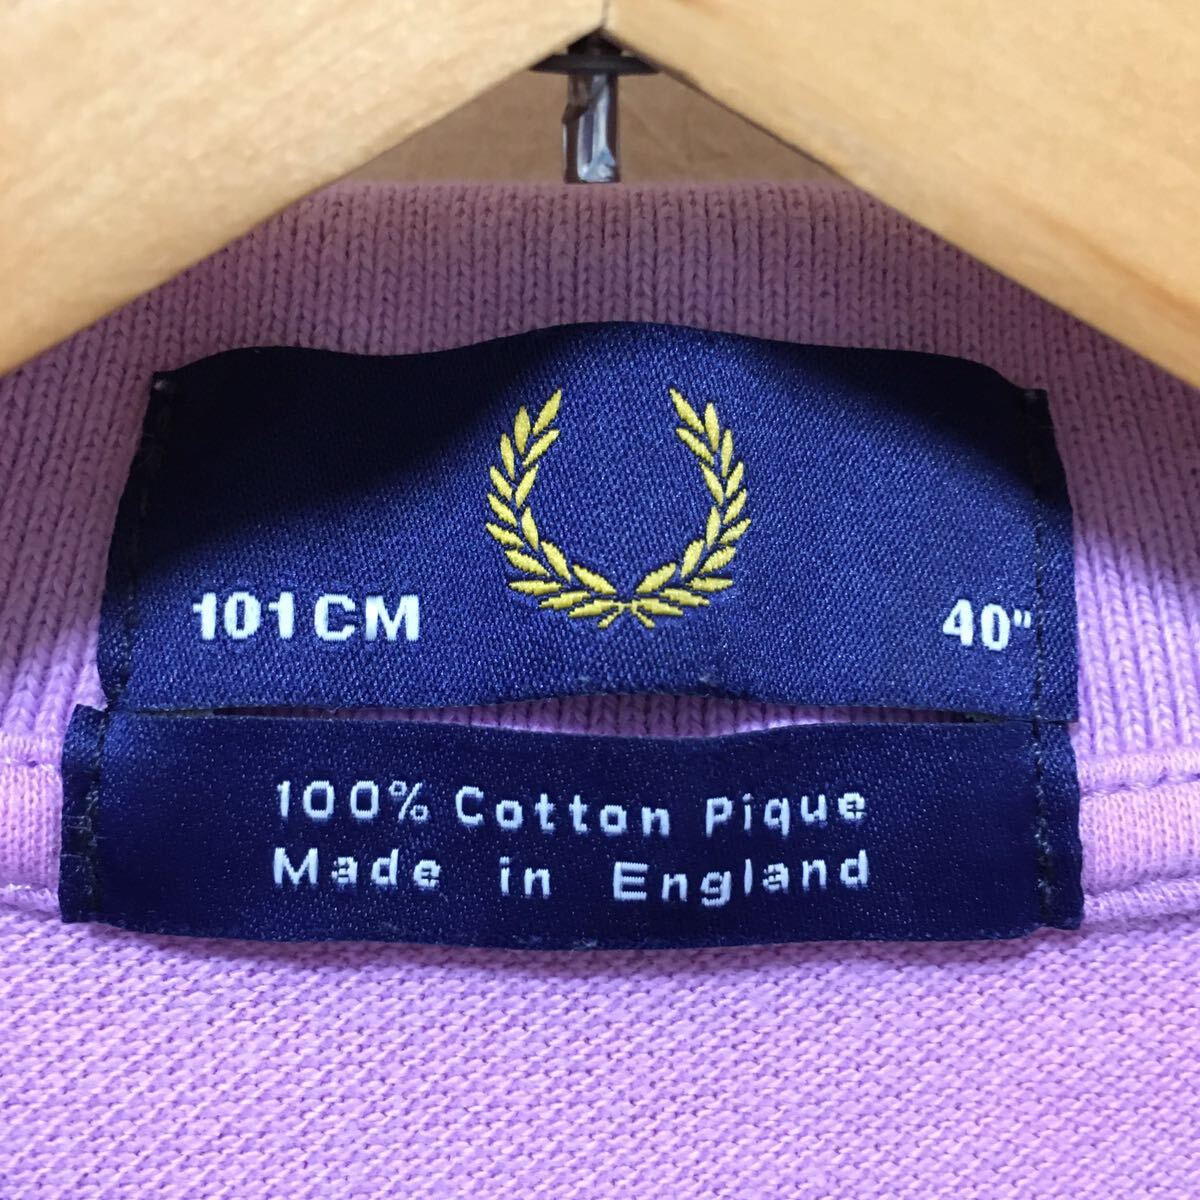 101CM 40"
100% Cotton Pique
Made in England